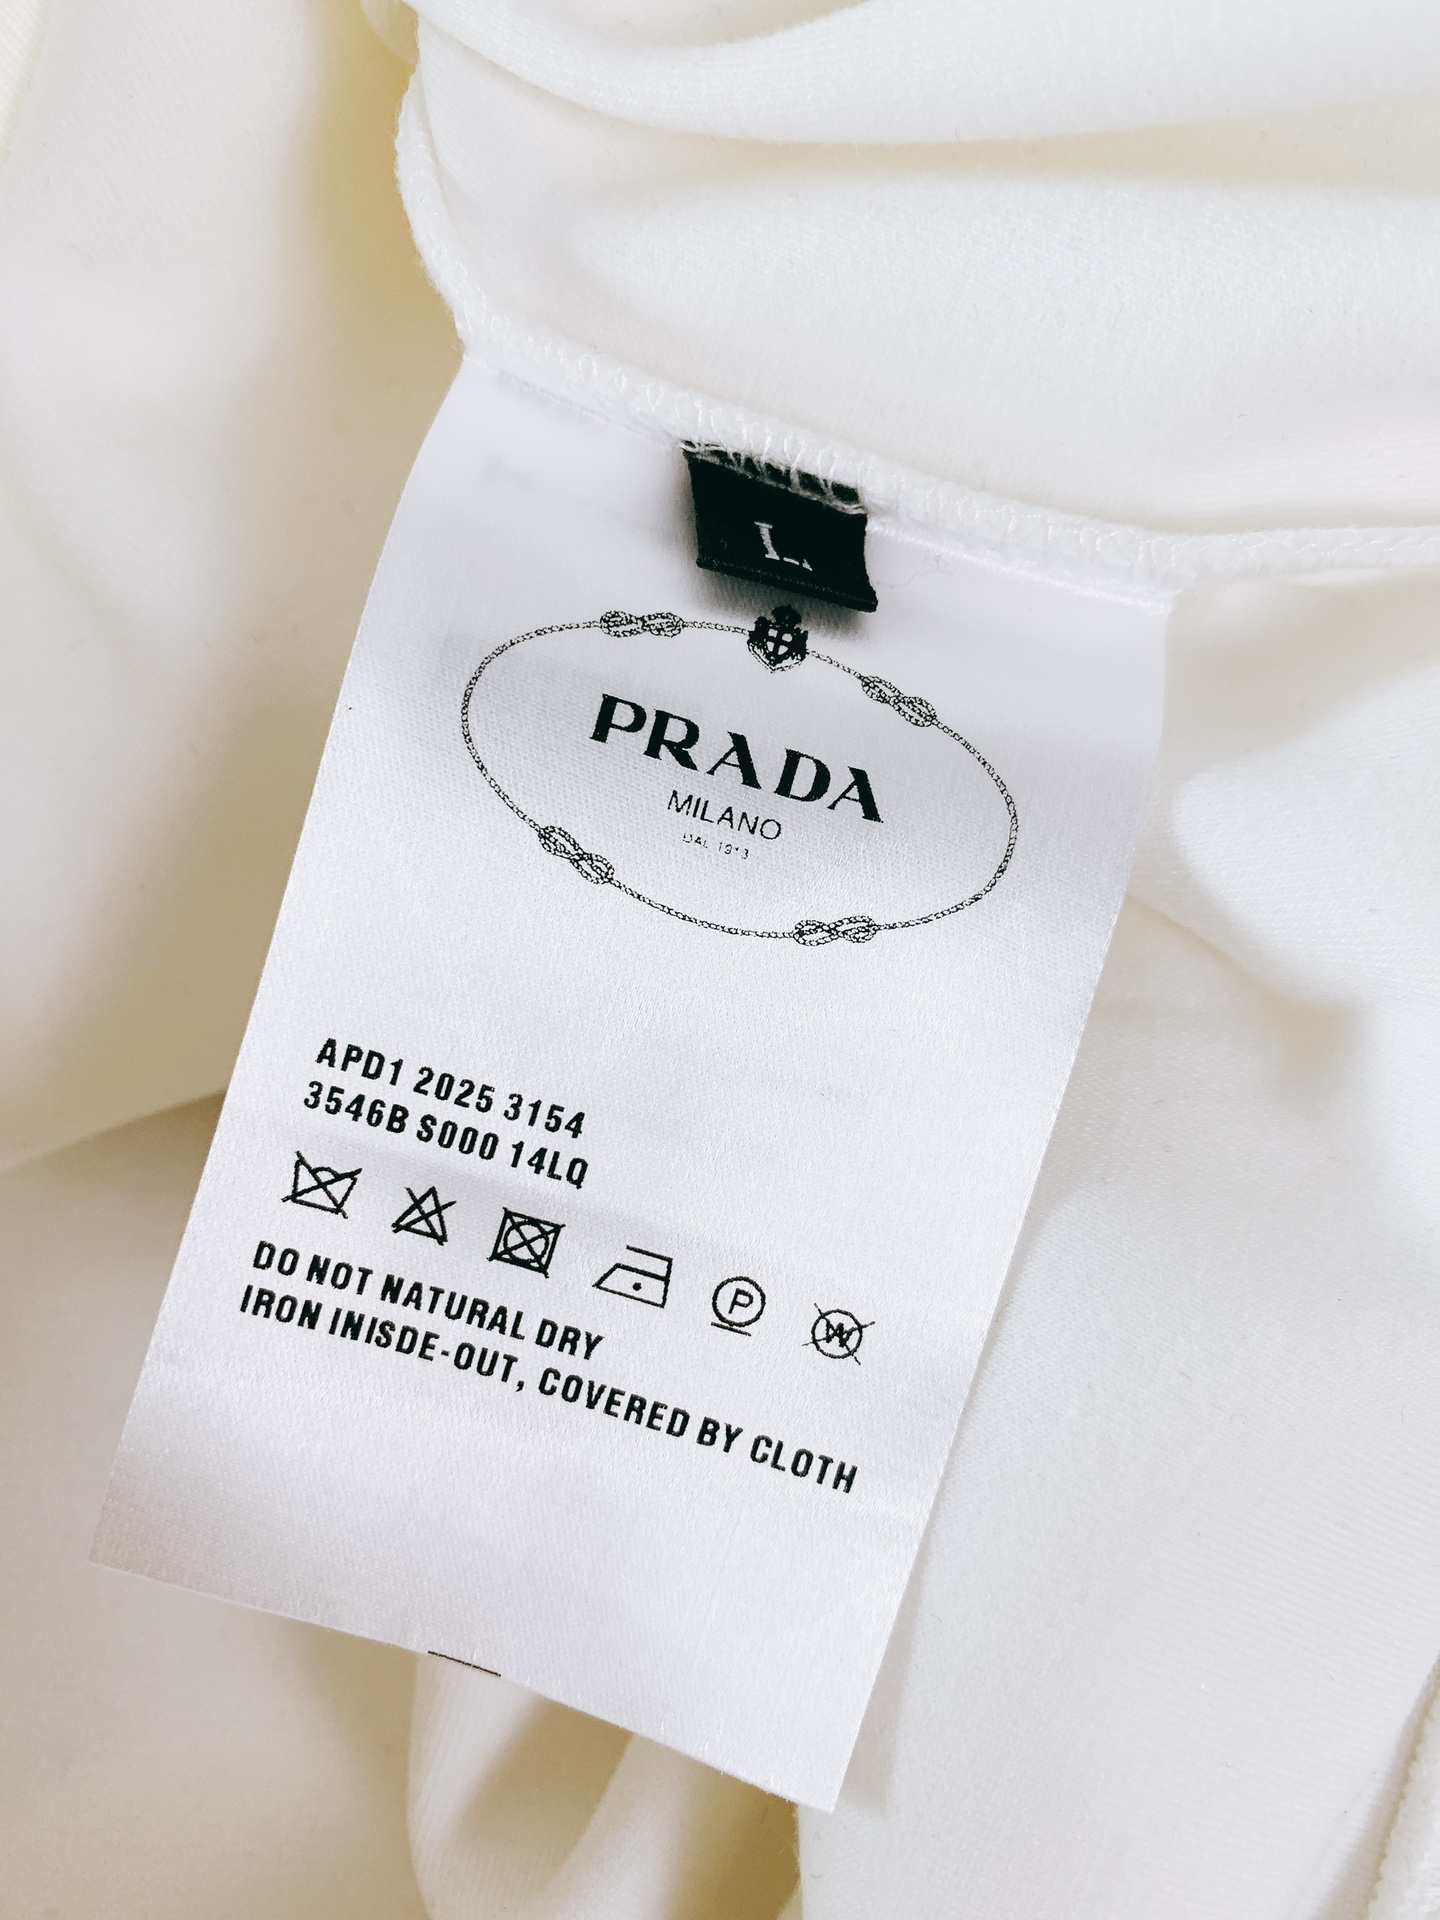 L
PRADA
MILANO
DAL 1913
APD1 2025 3154
3546B S000 14LQ
P
W
DO NOT NATURAL DRY
IRON INISDE-OUT, COVERED BY CLOTH